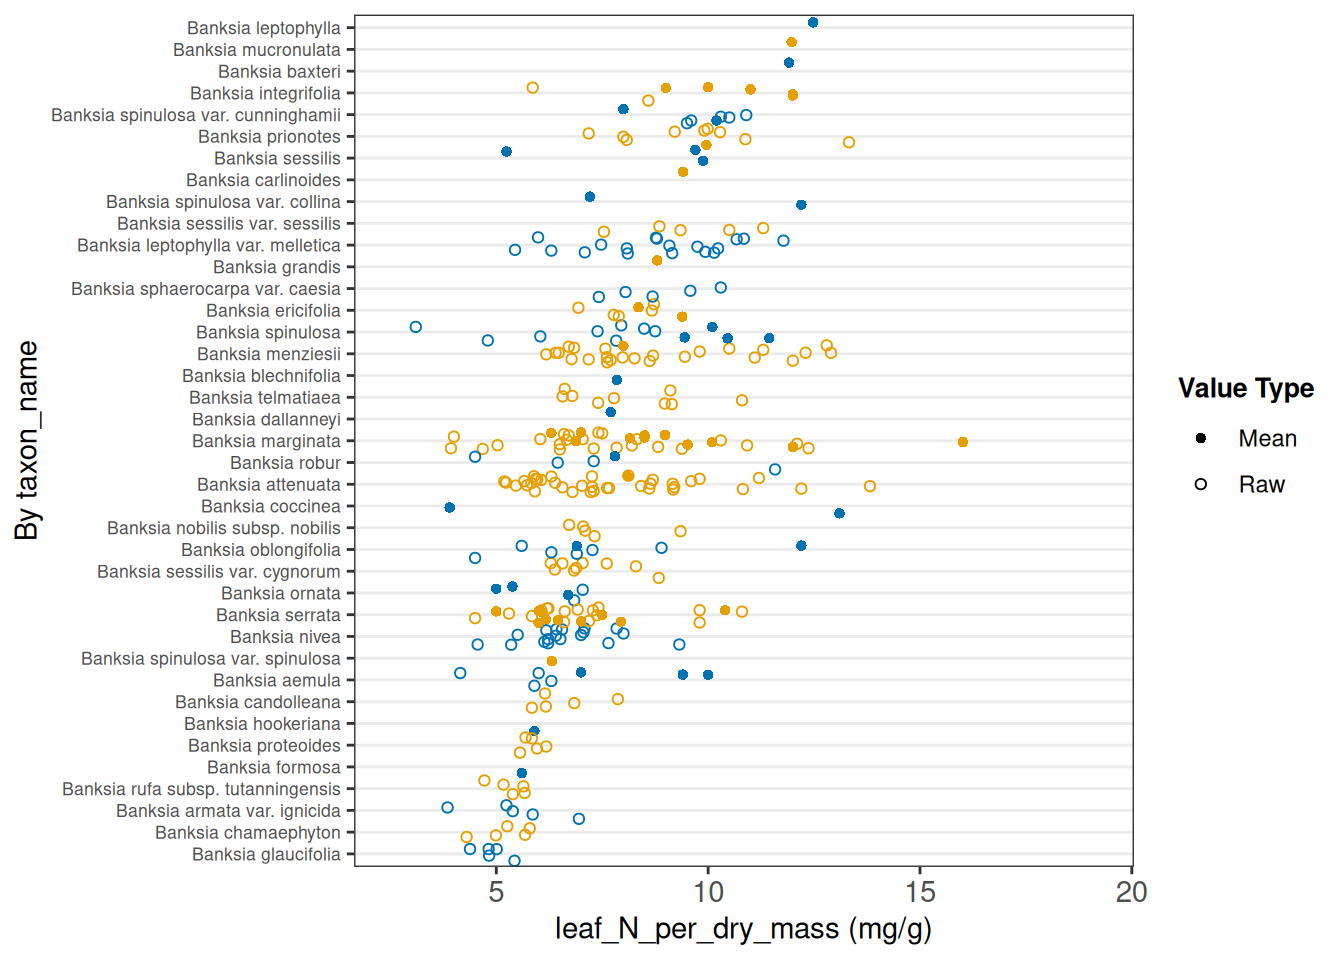 Banksia leptophylla
Banksia mucronulata
Banksia baxteri
Banksia integrifolia
Banksia spinulosa var. cunninghamii
Banksia prionotes
Banksia sessilis
Banksia carlinoides
Banksia spinulosa var. collina
Banksia sessilis var. sessilis
Banksia leptophylla var. melletica
Banksia grandis
Banksia sphaerocarpa var. caesia
Banksia ericifolia
Banksia spinulosa
Banksia menziesii
Banksia blechnifolia
Banksia telmatiaea
Banksia dallanneyi
Banksia marginata
Banksia robur
Banksia attenuata
Banksia coccinea
Banksia nobilis subsp. nobilis
Banksia oblongifolia
Banksia sessilis var. cygnorum
Banksia ornata
Banksia serrata
Banksia nivea
Banksia spinulosa var. spinulosa
Banksia aemula
Banksia candolleana
Banksia hookeriana
Banksia proteoides
Banksia formosa
Banksia rufa subsp. tutanningensis
Banksia armata var. ignicida
Banksia chamaephyton
Banksia glaucifolia
By taxon_name
5 10 15 20
leaf_N_per_dry_mass (mg/g)
Value Type
Mean
Raw